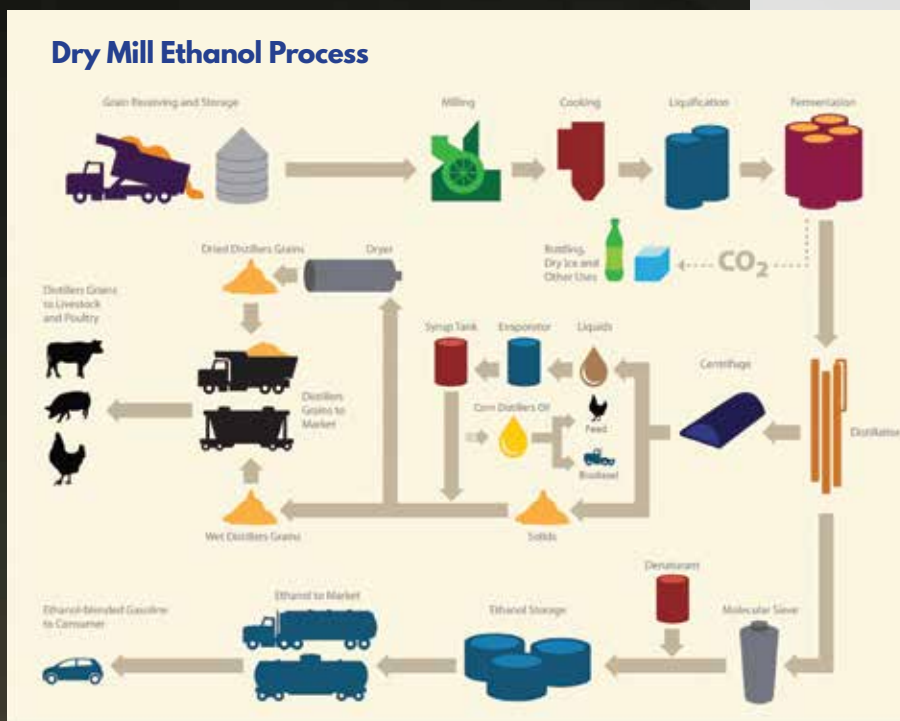 Dry Mill Ethanol Process
Grain Receiving and Storage
Milling
Cooking
Liquification
Fermentation
Bottling,
Dry Ice and
Other Uses
CO₂
Dried Distillers Grains
Dryer
Distillers Grains
to Livestock
and Poultry
Syrup Tank
Evaporator
Liquids
Centrifuge
Distillers
Grains to
Market
Corn Distillers Oil
Feed
Biodiesel
Distillation
Wet Distillers Grains
Solids
Denaturant
Ethanol-blended Gasoline
to Consumer
Ethanol to Market
Ethanol Storage
Molecular Sieve